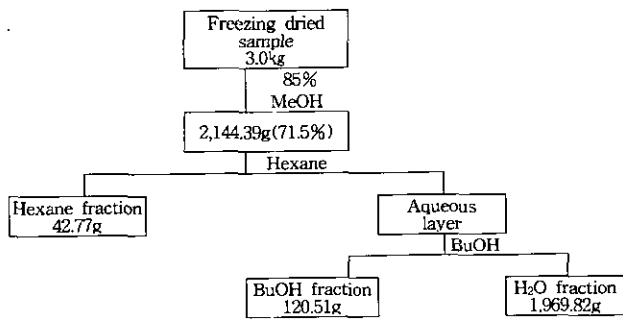 Freezing dried
sample
3.0kg
85%
MeOH
2,144.39g(71.5%)
Hexane
Hexane fraction
42.77g
Aqueous
layer
BuOH
BuOH fraction
120.51g
H₂O fraction
1,969.82g